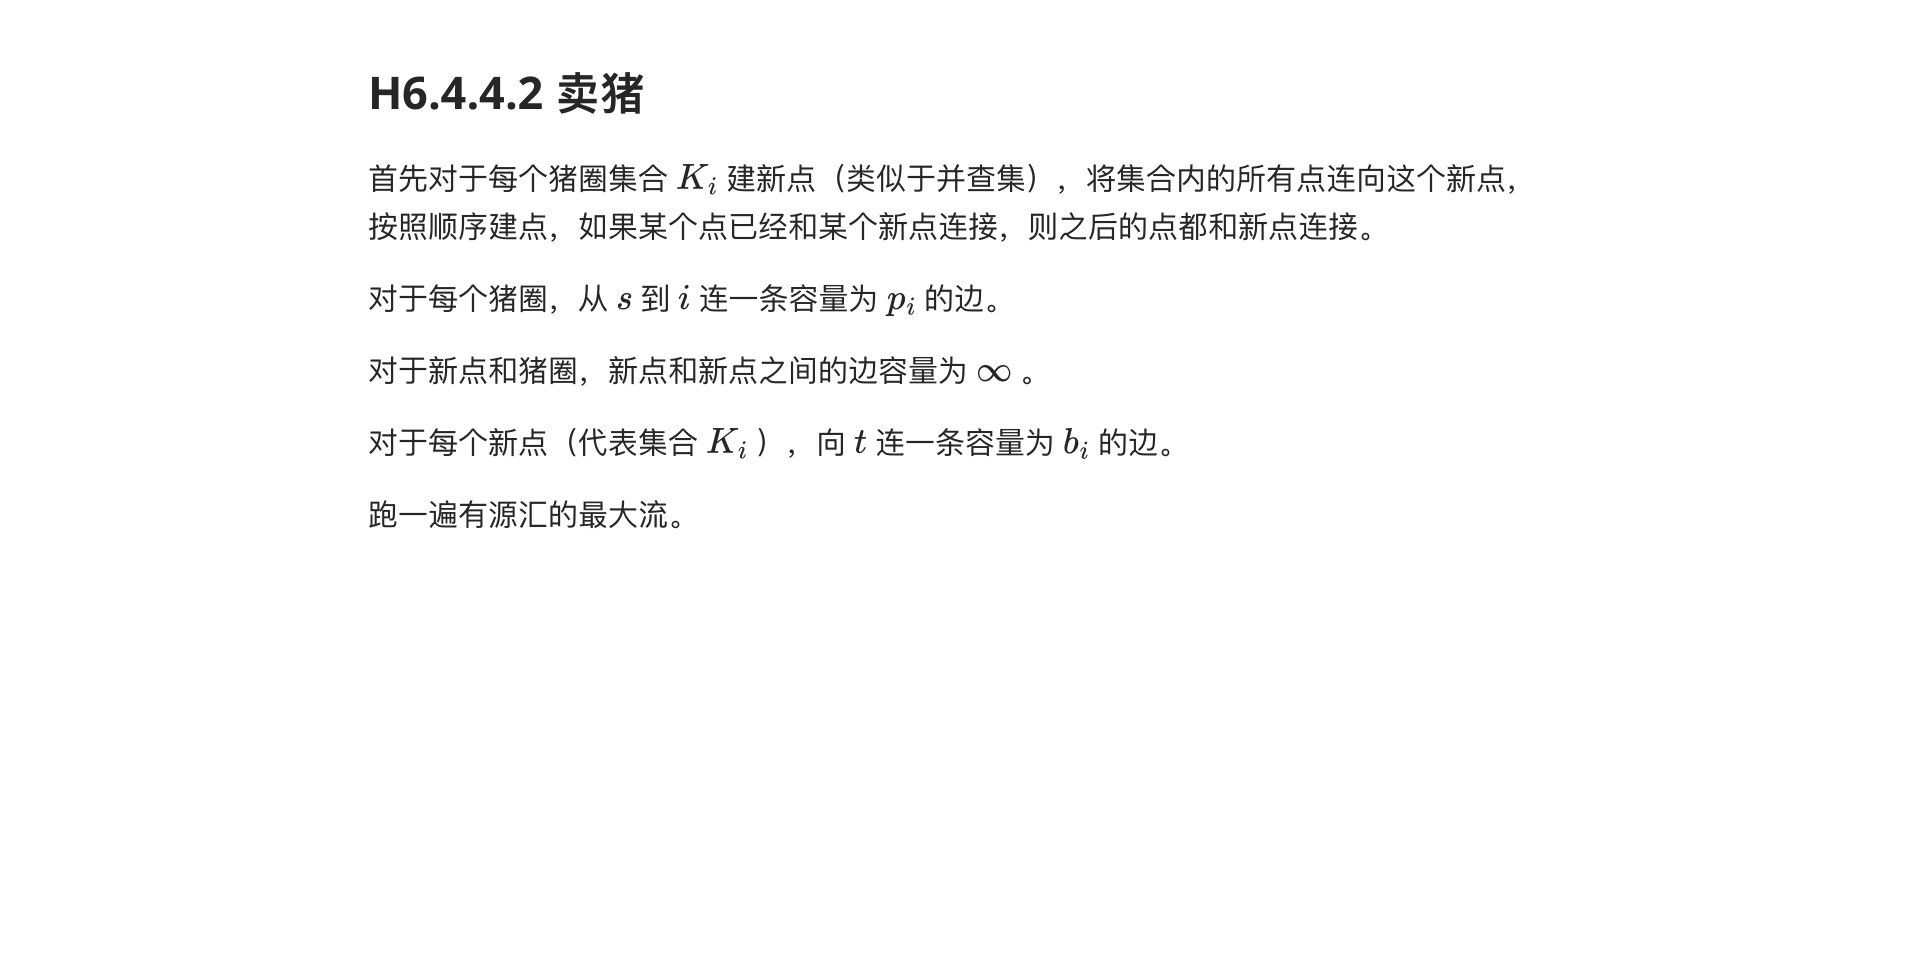 H6.4.4.2 卖猪
首先对于每个猪圈集合 K_i 建新点（类似于并查集），将集合内的所有点连向这个新点，
按照顺序建点，如果某个点已经和某个新点连接，则之后的点都和新点连接。
对于每个猪圈，从 s 到 i 连一条容量为 p_i 的边。
对于新点和猪圈，新点和新点之间的边容量为 ∞ 。
对于每个新点（代表集合 K_i ），向 t 连一条容量为 b_i 的边。
跑一遍有源汇的最大流。